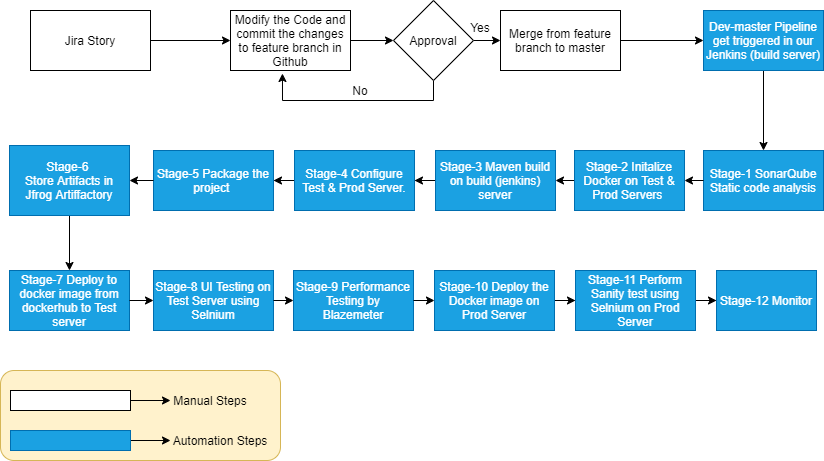 Jira Story
Modify the Code and
commit the changes
to feature branch in
Github
Approval
Yes
No
Merge from feature
branch to master
Dev-master Pipeline
get triggered in our
Jenkins (build server)
Stage-1 SonarQube
Static code analysis
Stage-2 Initalize
Docker on Test &
Prod Servers
Stage-3 Maven build
on build (jenkins)
server
Stage-4 Configure
Test & Prod Server.
Stage-5 Package the
project
Stage-6
Store Artifacts in
Jfrog Artiffactory
Stage-7 Deploy to
docker image from
dockerhub to Test
server
Stage-8 UI Testing on
Test Server using
Selnium
Stage-9 Performance
Testing by
Blazemeter
Stage-10 Deploy the
Docker image on
Prod Server
Stage-11 Perform
Sanity test using
Selnium on Prod
Server
Stage-12 Monitor
Manual Steps
Automation Steps